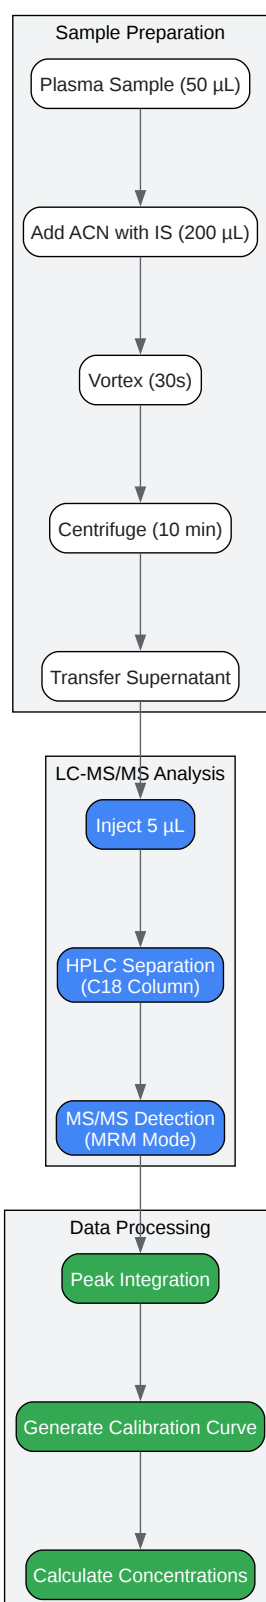 Sample Preparation
Plasma Sample (50 µL)
Add ACN with IS (200 µL)
Vortex (30s)
Centrifuge (10 min)
Transfer Supernatant
LC-MS/MS Analysis
Inject 5 µL
HPLC Separation
(C18 Column)
MS/MS Detection
(MRM Mode)
Data Processing
Peak Integration
Generate Calibration Curve
Calculate Concentrations